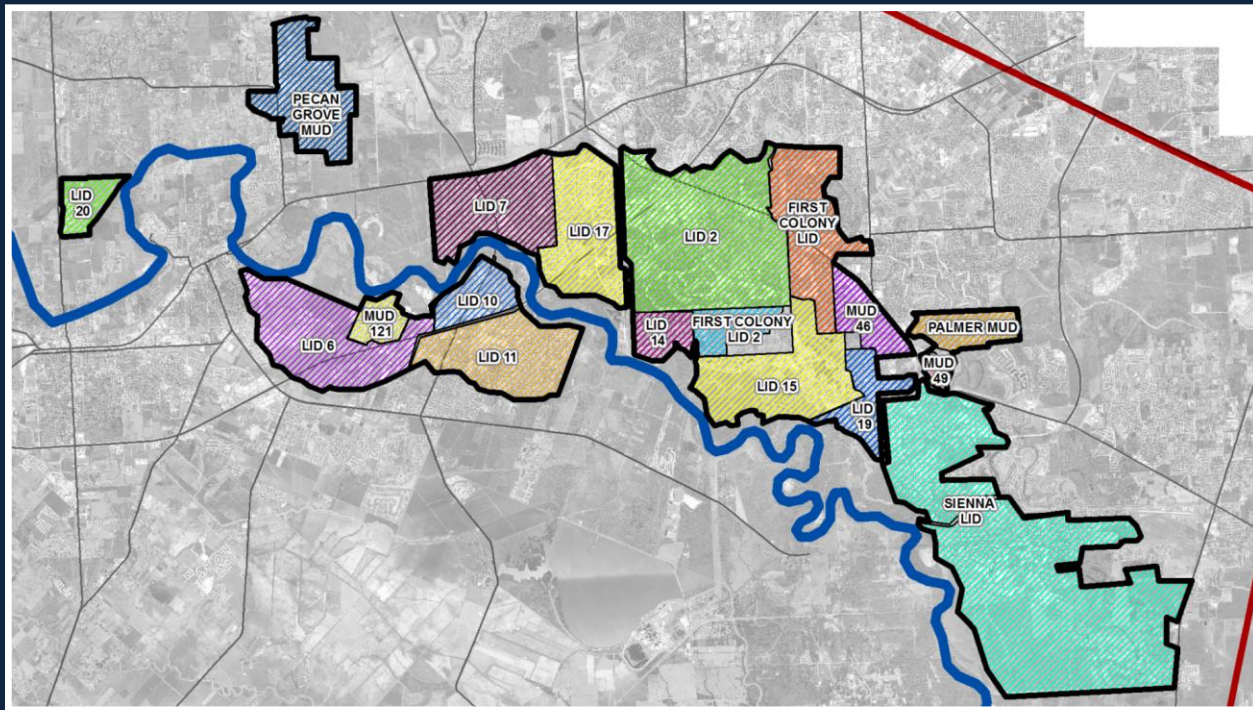 PECAN
GROVE
MUD
LID
20
LID 7
LID 17
LID 2
FIRST
COLONY
LID
LID 10
MUD
121
LID 6
LID 11
LID
14
FIRST COLONY
LID 2
MUD
46
PALMER MUD
MUD
49
LID 15
LID
19
SIENNA
LID